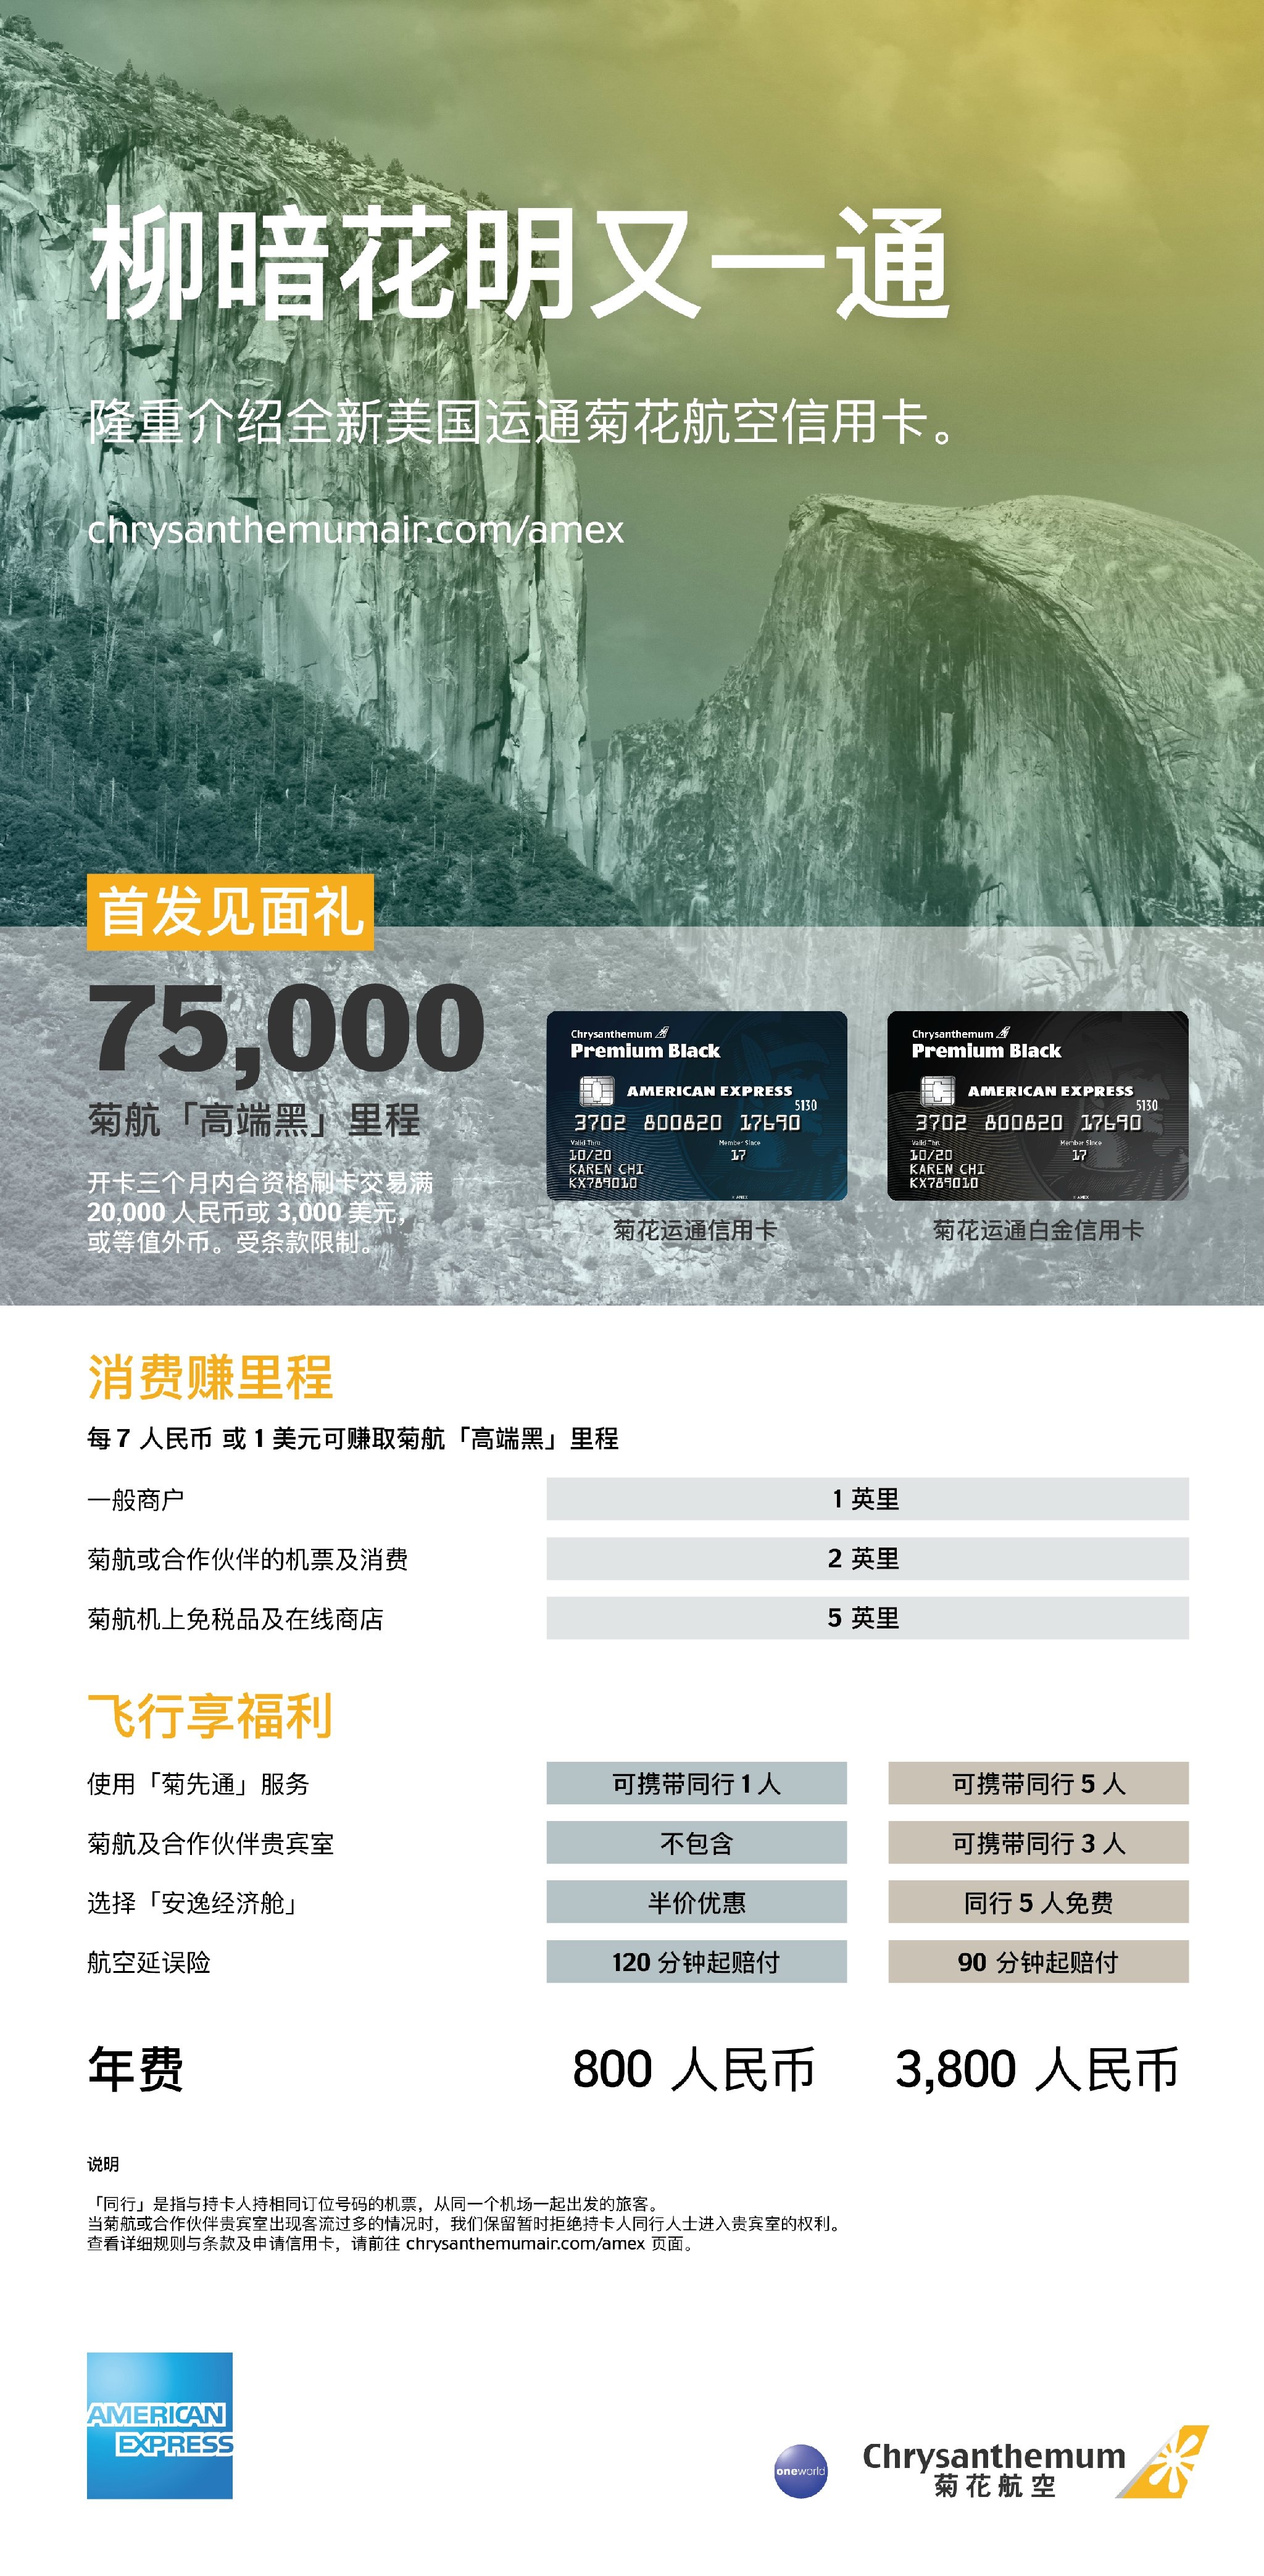 柳暗花明又一通
隆重介绍全新美国运通菊花航空信用卡。
chrysanthemumair.com/amex
首发见面礼
75,000
菊航「高端黑」里程
开卡三个月内合资格刷卡交易满
20,000 人民币或 3,000 美元，
或等值外币。受条款限制。
Chrysanthemum
Premium Black
AMERICAN EXPRESS
5130
3702 800820 17690
Valid Thru Member Since
10/20 17
KAREN CHI
KX789010
© AMEX
菊花运通信用卡
Chrysanthemum
Premium Black
AMERICAN EXPRESS
5130
3702 800820 17690
Valid Thru Member Since
10/20 17
KAREN CHI
KX789010
© AMEX
菊花运通白金信用卡
消费赚里程
每 7 人民币 或 1 美元可赚取菊航「高端黑」里程
一般商户 1 英里
菊航或合作伙伴的机票及消费 2 英里
菊航机上免税品及在线商店 5 英里
飞行享福利
使用「菊先通」服务 可携带同行 1 人 可携带同行 5 人
菊航及合作伙伴贵宾室 不包含 可携带同行 3 人
选择「安逸经济舱」 半价优惠 同行 5 人免费
航空延误险 120 分钟起赔付 90 分钟起赔付
年费 800 人民币 3,800 人民币
说明
「同行」是指与持卡人持相同订位号码的机票，从同一个机场一起出发的旅客。
当菊航或合作伙伴贵宾室出现客流过多的情况时，我们保留暂时拒绝持卡人同行人士进入贵宾室的权利。
查看详细规则与条款及申请信用卡，请前往 chrysanthemumair.com/amex 页面。
AMERICAN
EXPRESS
oneworld
Chrysanthemum
菊花航空